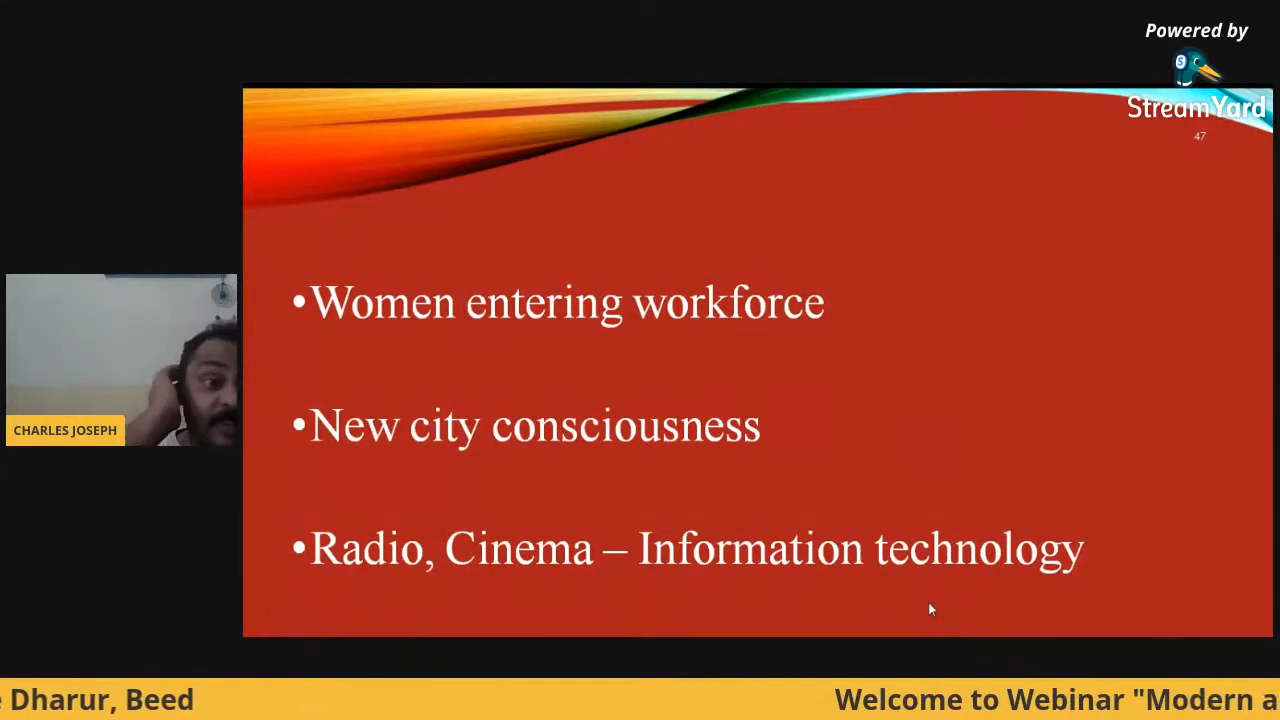 Powered by
StreamYard
47
•Women entering workforce
•New city consciousness
•Radio, Cinema – Information technology
CHARLES JOSEPH
e Dharur, Beed
Welcome to Webinar "Modern a